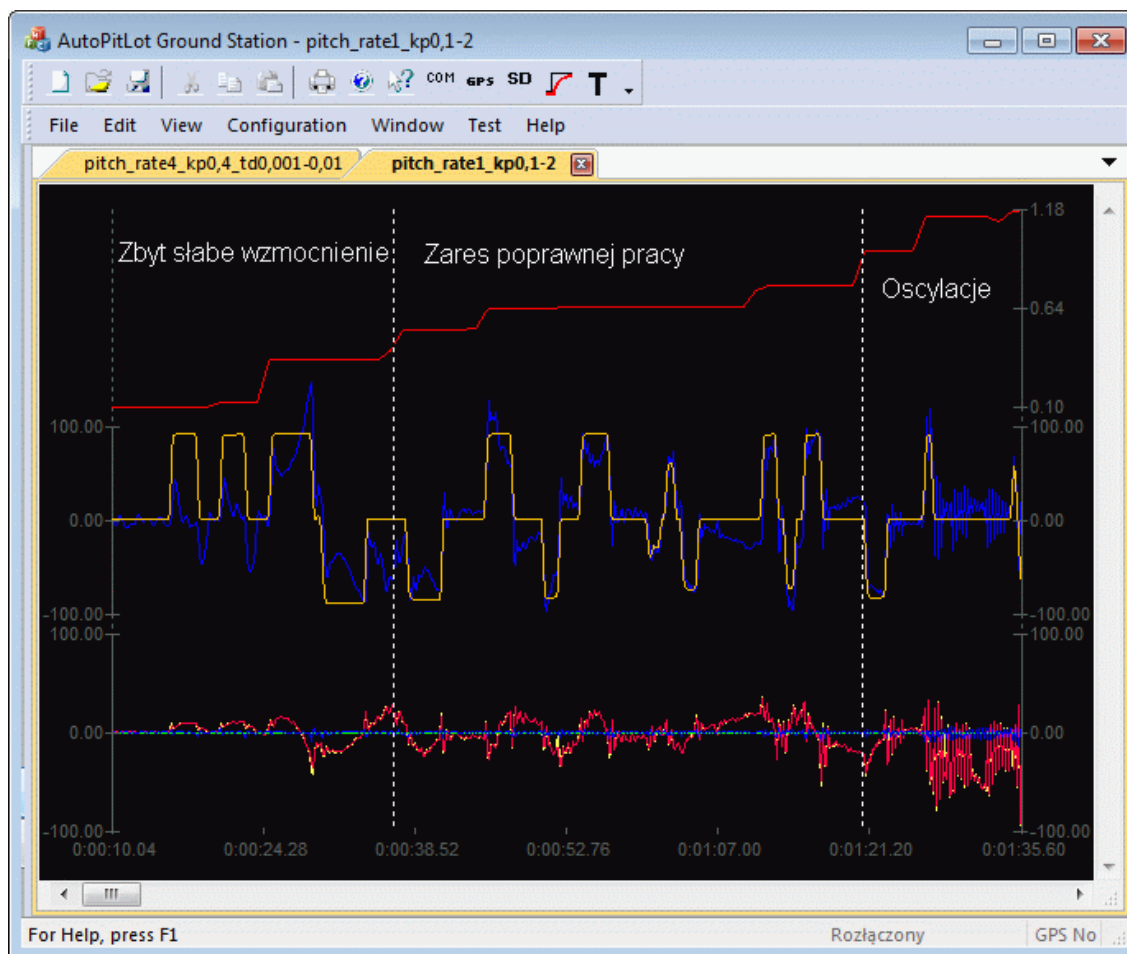 AutoPitLot Ground Station - pitch_rate1_kp0,1-2
COM GPS SD T
File Edit View Configuration Window Test Help
pitch_rate4_kp0,4_td0,001-0,01 pitch_rate1_kp0,1-2
1.18
Zbyt słabe wzmocnienie Zares poprawnej pracy
Oscylacje
0.64
0.10
100.00 100.00
0.00 0.00
-100.00 -100.00
100.00 100.00
0.00 0.00
-100.00 -100.00
0:00:10.04 0:00:24.28 0:00:38.52 0:00:52.76 0:01:07.00 0:01:21.20 0:01:35.60
For Help, press F1 Rozłączony GPS No